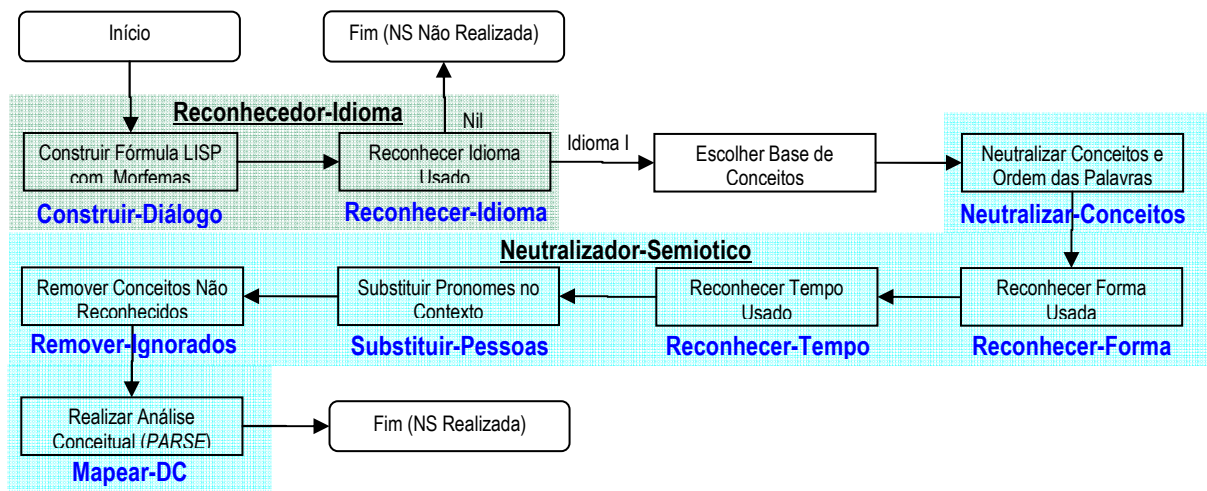 Início
Fim (NS Não Realizada)
Reconhecedor-Idioma
Nil
Construir Fórmula LISP
com Morfemas
Reconhecer Idioma
Usado
Idioma I
Escolher Base de
Conceitos
Neutralizar Conceitos e
Ordem das Palavras
Construir-Diálogo
Reconhecer-Idioma
Neutralizar-Conceitos
Neutralizador-Semiotico
Remover Conceitos Não
Reconhecidos
Substituir Pronomes no
Contexto
Reconhecer Tempo
Usado
Reconhecer Forma
Usada
Remover-Ignorados
Substituir-Pessoas
Reconhecer-Tempo
Reconhecer-Forma
Realizar Análise
Conceitual (PARSE)
Fim (NS Realizada)
Mapear-DC